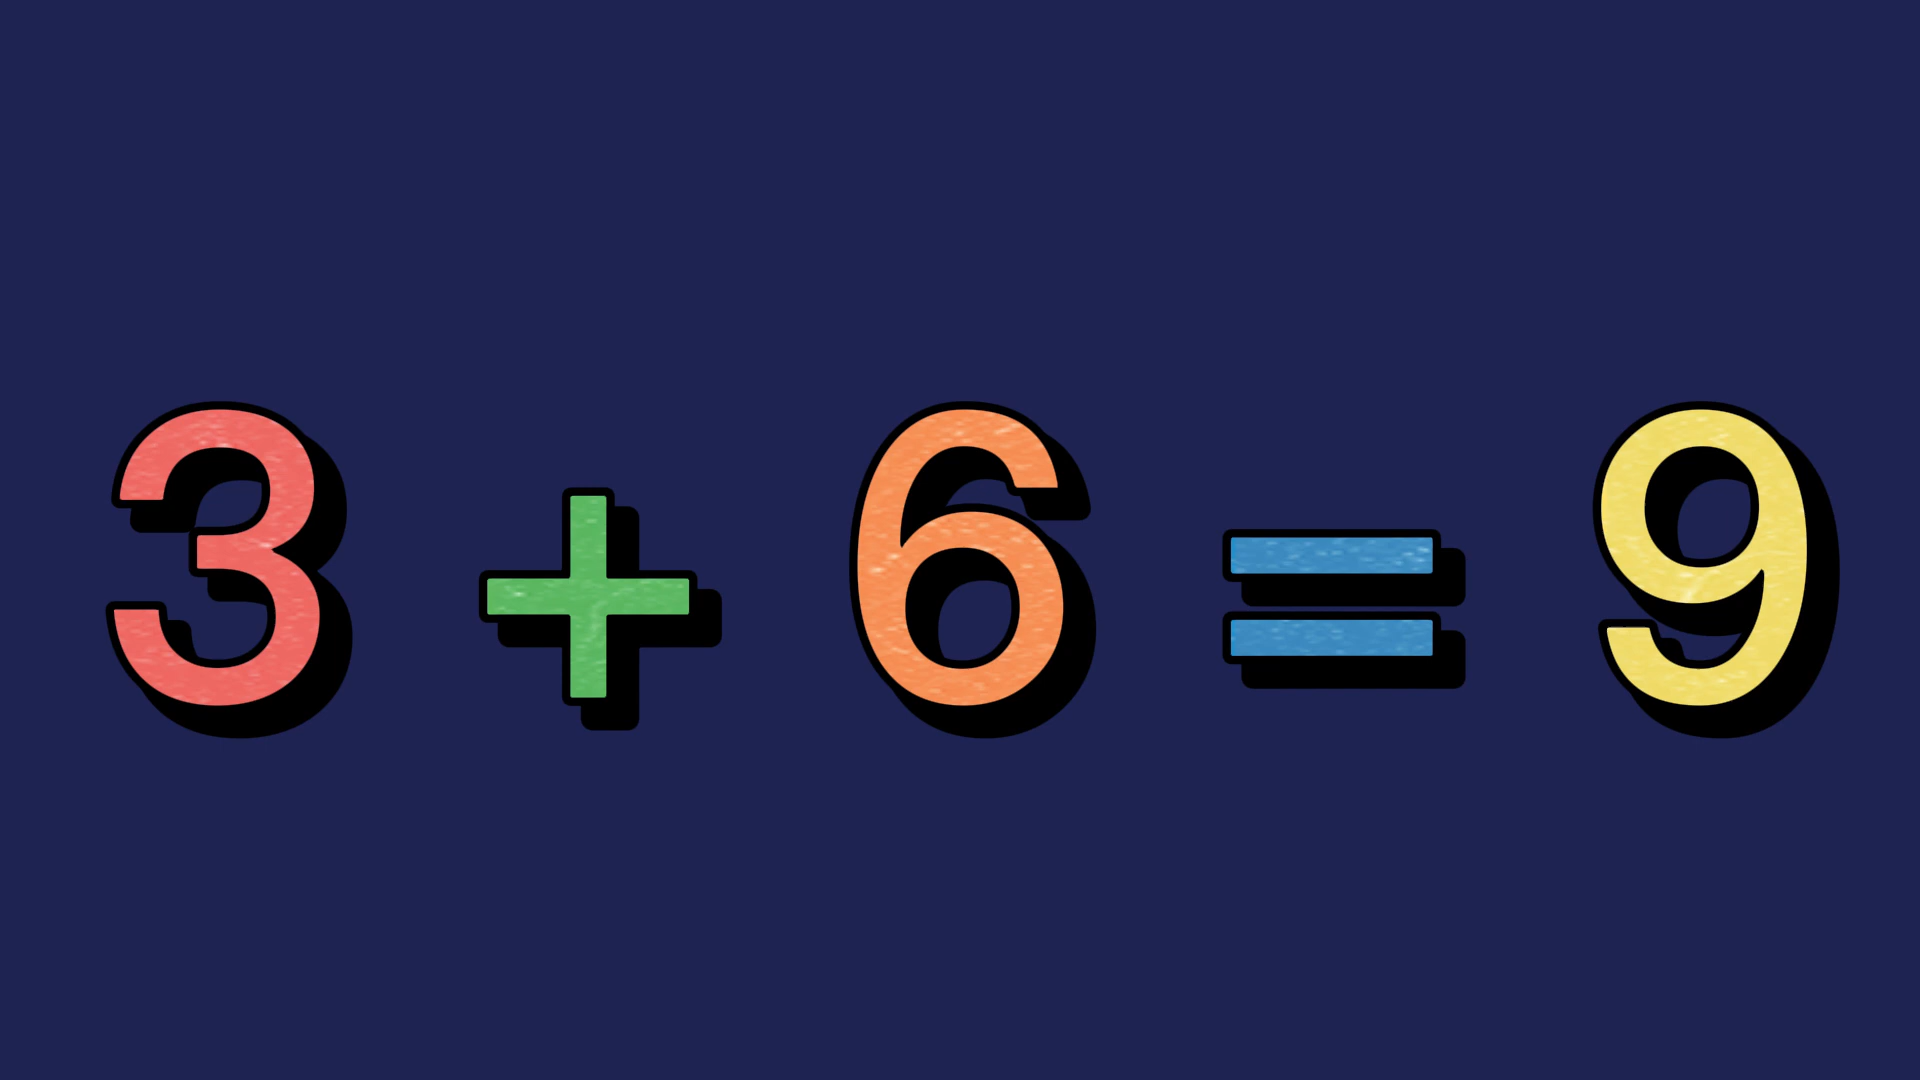 3 + 6 = 9